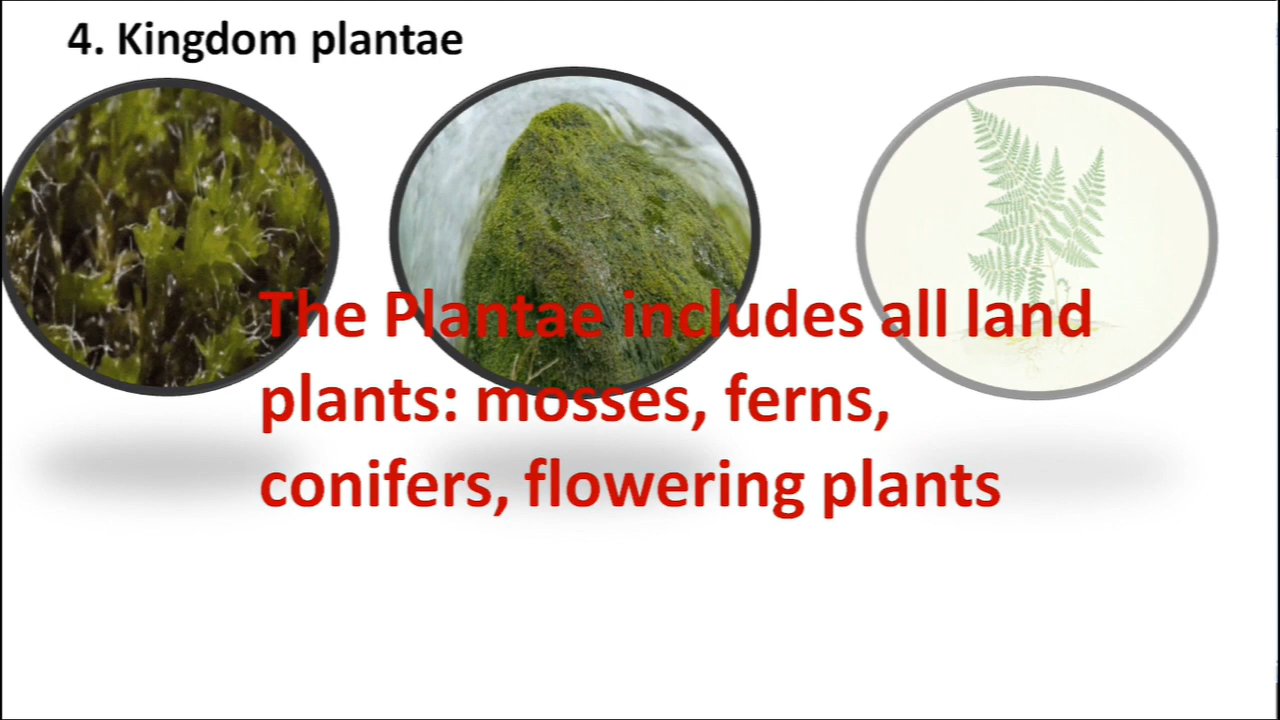 4. Kingdom plantae
The Plantae includes all land
plants: mosses, ferns,
conifers, flowering plants